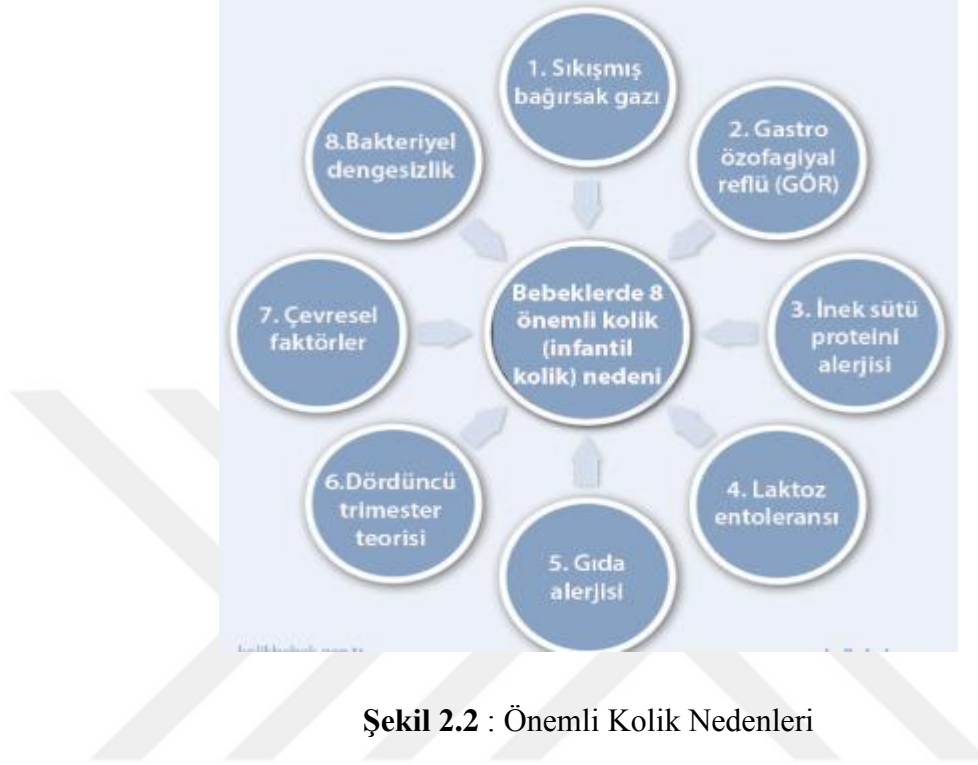 1. Sıkışmış
bağırsak gazı
2. Gastro
özofagiyal
reflü (GÖR)
3. İnek sütü
proteini
alerjisi
4. Laktoz
entoleransı
5. Gıda
alerjisi
6.Dördüncü
trimester
teorisi
7. Çevresel
faktörler
8.Bakteriyel
dengesizlik
Bebeklerde 8
önemli kolik
(infantil
kolik) nedeni
Şekil 2.2 : Önemli Kolik Nedenleri